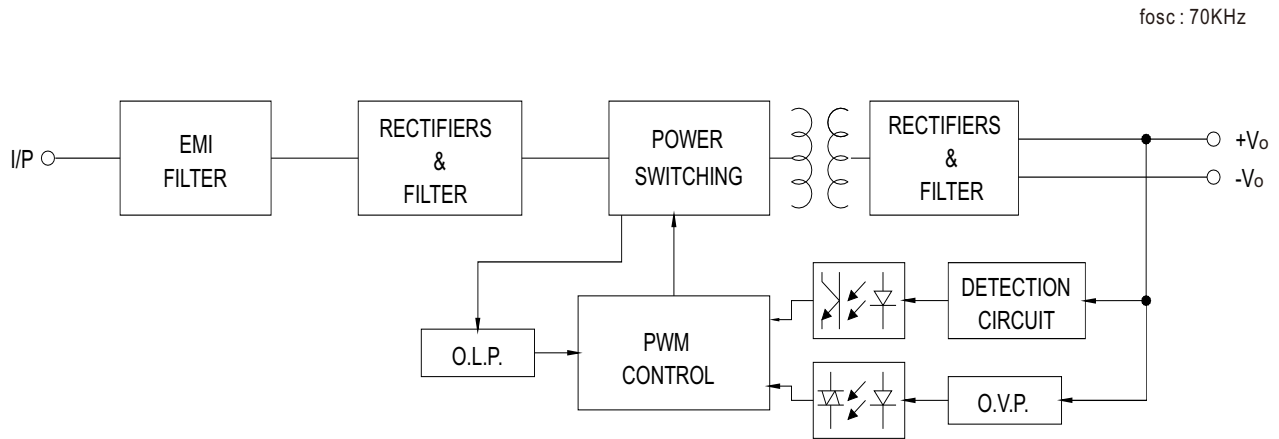 fosc : 70KHz
I/P
EMI
FILTER
RECTIFIERS
&
FILTER
POWER
SWITCHING
RECTIFIERS
&
FILTER
+Vo
-Vo
O.L.P.
PWM
CONTROL
DETECTION
CIRCUIT
O.V.P.